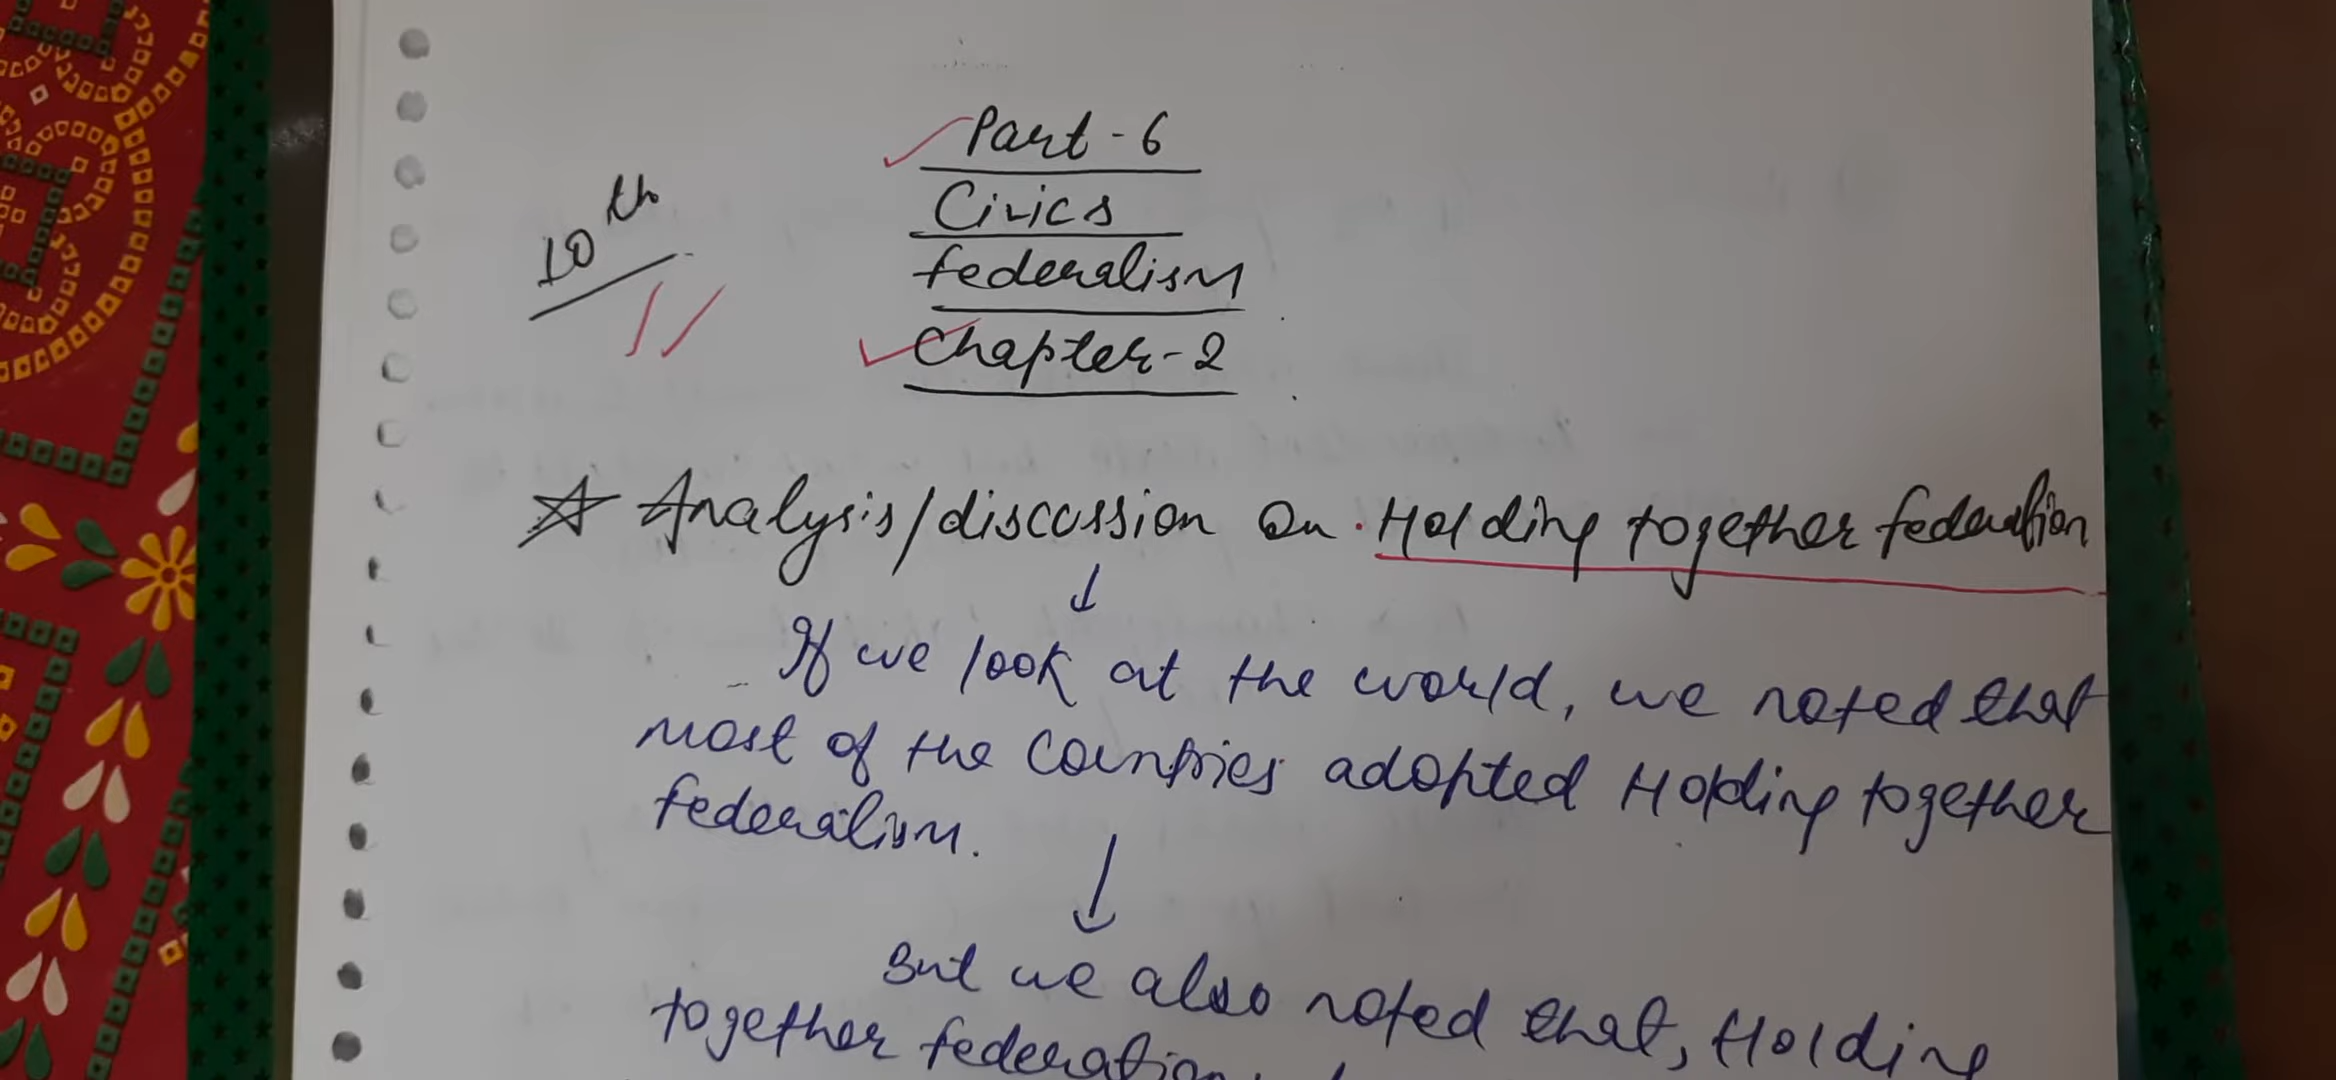 Part-6
Civics
federalism
Chapter-2
10th
Analysis/discussion on Holding together federation
If we look at the world, we noted that
most of the countries adopted Holding together
federalism.
But we also noted that, Holding
together federation